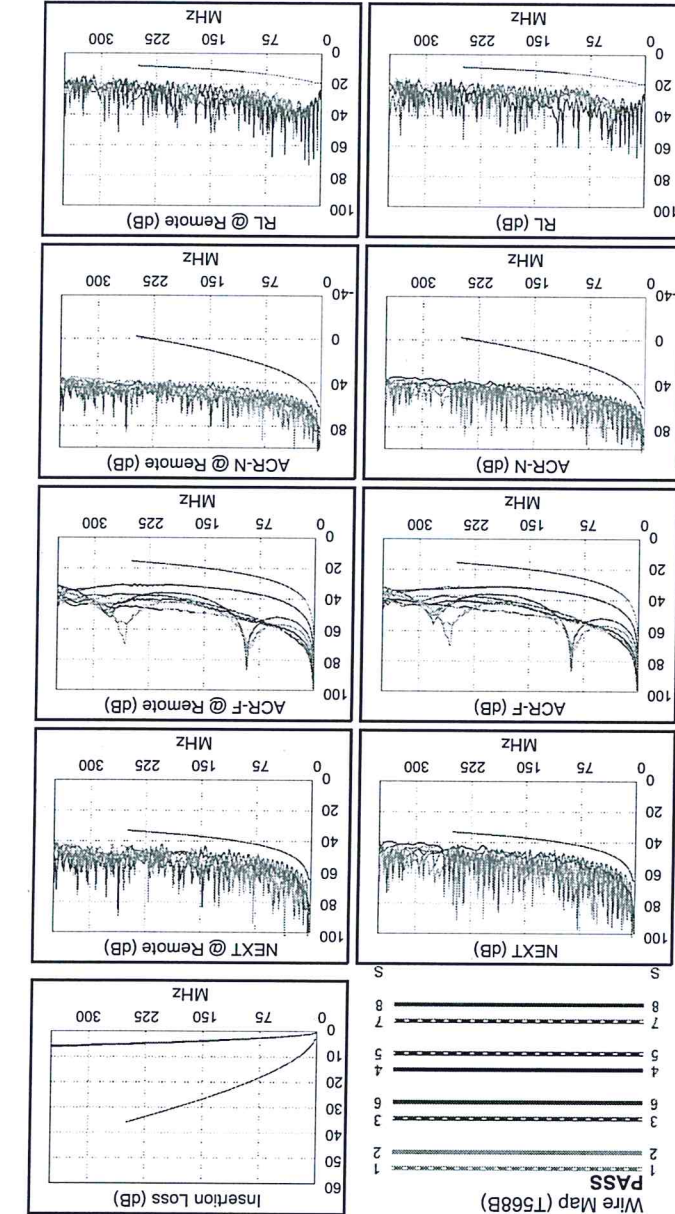 Wire Map (T568B)
PASS
1 1
2 2
3 3
6 6
4 4
5 5
7 7
8 8
S S
Insertion Loss (dB)
60
50
40
30
20
10
0
0 75 150 225 300
MHz
NEXT (dB)
100
80
60
40
20
0
0 75 150 225 300
MHz
NEXT @ Remote (dB)
100
80
60
40
20
0
0 75 150 225 300
MHz
ACR-F (dB)
100
80
60
40
20
0
0 75 150 225 300
MHz
ACR-F @ Remote (dB)
100
80
60
40
20
0
0 75 150 225 300
MHz
ACR-N (dB)
80
40
0
-40
0 75 150 225 300
MHz
ACR-N @ Remote (dB)
80
40
0
-40
0 75 150 225 300
MHz
RL (dB)
100
80
60
40
20
0
0 75 150 225 300
MHz
RL @ Remote (dB)
100
80
60
40
20
0
0 75 150 225 300
MHz